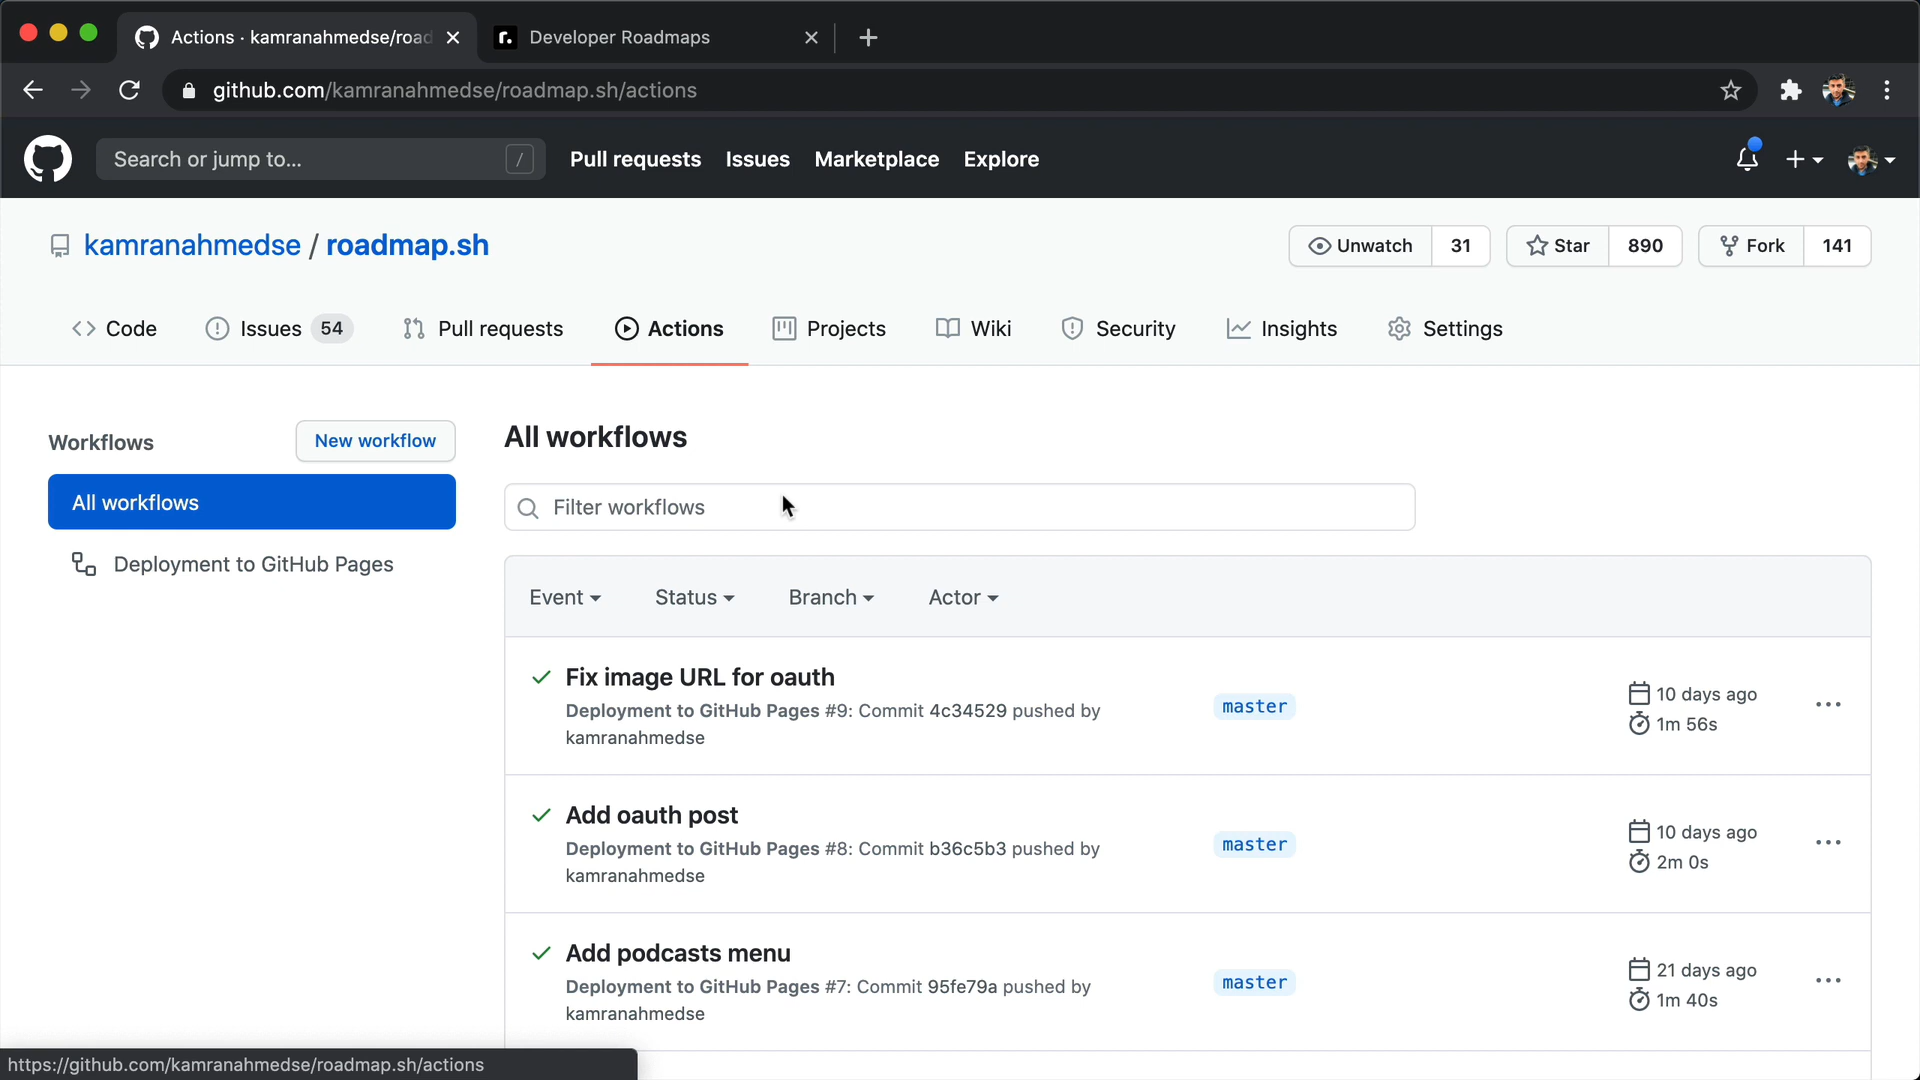 Actions · kamranahmedse/road
r.
Developer Roadmaps
github.com/kamranahmedse/roadmap.sh/actions
Search or jump to... /
Pull requests Issues Marketplace Explore
kamranahmedse / roadmap.sh
Unwatch 31
Star 890
Fork 141
Code
Issues 54
Pull requests
Actions
Projects
Wiki
Security
Insights
Settings
Workflows
New workflow
All workflows
Deployment to GitHub Pages
All workflows
Filter workflows
Event Status Branch Actor
Fix image URL for oauth
Deployment to GitHub Pages #9: Commit 4c34529 pushed by
kamranahmedse
master
10 days ago
1m 56s
Add oauth post
Deployment to GitHub Pages #8: Commit b36c5b3 pushed by
kamranahmedse
master
10 days ago
2m 0s
Add podcasts menu
Deployment to GitHub Pages #7: Commit 95fe79a pushed by
kamranahmedse
master
21 days ago
1m 40s
https://github.com/kamranahmedse/roadmap.sh/actions